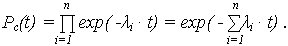 P_c(t) = ∏_{i=1}^{n} exp(-λ_i · t) = exp(-∑_{i=1}^{n} λ_i · t) .